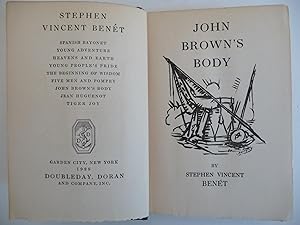 STEPHEN
VINCENT BENÉT
SPANISH BAYONET
YOUNG ADVENTURE
HEAVENS AND EARTH
YOUNG PEOPLE'S PRIDE
THE BEGINNING OF WISDOM
FIVE MEN AND POMPEY
JOHN BROWN'S BODY
JEAN HUGUENOT
TIGER JOY
GARDEN CITY, NEW YORK
1929
DOUBLEDAY, DORAN
AND COMPANY, INC.
JOHN
BROWN'S
BODY
BY
STEPHEN VINCENT
BENÉT